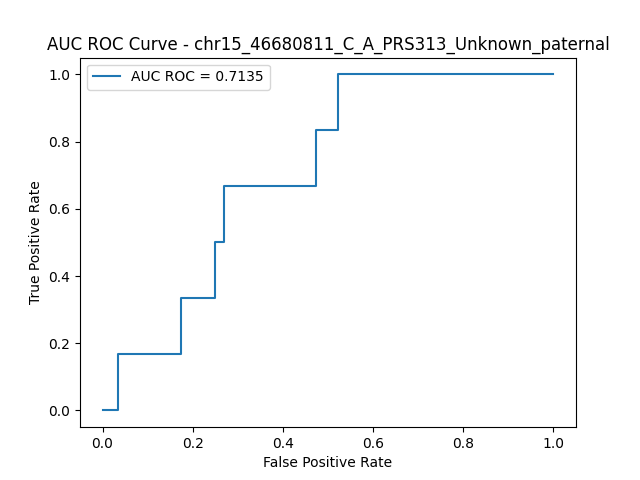 AUC ROC Curve - chr15_46680811_C_A_PRS313_Unknown_paternal
AUC ROC = 0.7135
True Positive Rate
1.0
0.8
0.6
0.4
0.2
0.0
0.0 0.2 0.4 0.6 0.8 1.0
False Positive Rate